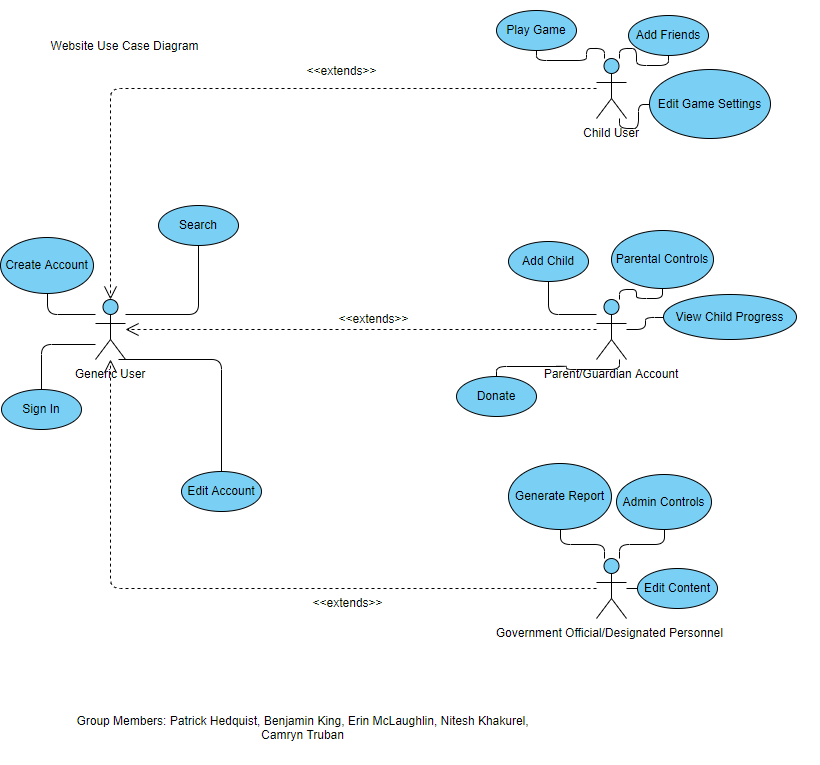 Play Game
Add Friends
Website Use Case Diagram
<<extends>>
Edit Game Settings
Child User
Search
Create Account
Add Child
Parental Controls
<<extends>>
View Child Progress
Generic User
Parent/Guardian Account
Sign In
Donate
Edit Account
Generate Report
Admin Controls
Edit Content
<<extends>>
Government Official/Designated Personnel
Group Members: Patrick Hedquist, Benjamin King, Erin McLaughlin, Nitesh Khakurel,
Camryn Truban